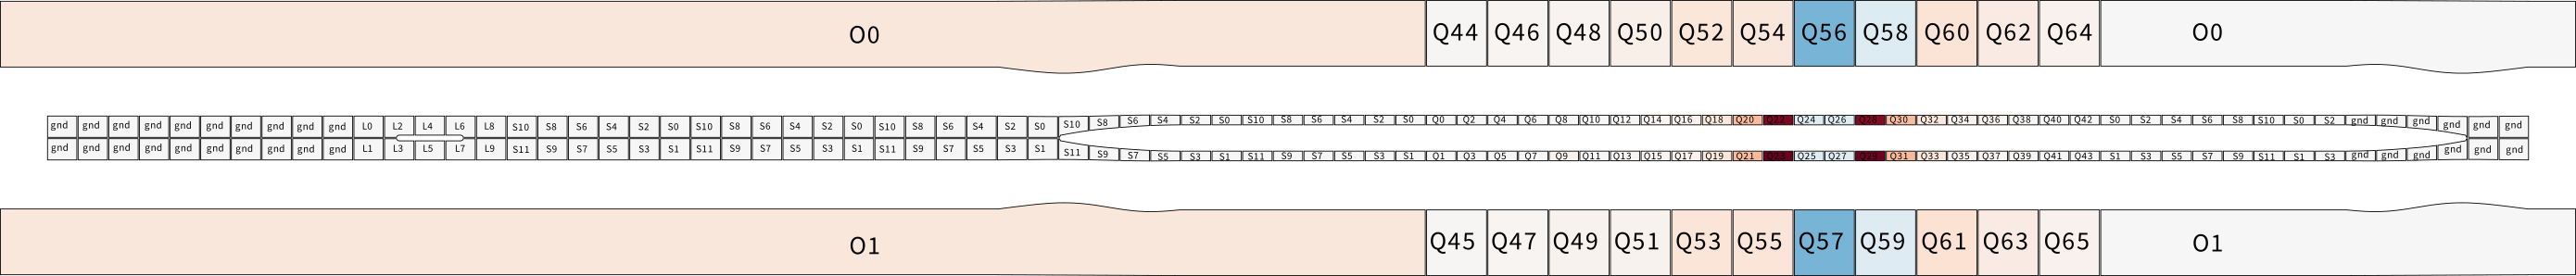 O0 Q44 Q46 Q48 Q50 Q52 Q54 Q56 Q58 Q60 Q62 Q64 O0
gnd gnd gnd gnd gnd gnd gnd gnd gnd gnd L0 L2 L4 L6 L8 S10 S8 S6 S4 S2 S0 S10 S8 S6 S4 S2 S0 S10 S8 S6 S4 S2 S0 S10 S8 S6 S4 S2 S0 S10 S8 S6 S4 S2 S0 Q0 Q2 Q4 Q6 Q8 Q10 Q12 Q14 Q16 Q18 Q20 Q22 Q24 Q26 Q28 Q30 Q32 Q34 Q36 Q38 Q40 Q42 S0 S2 S4 S6 S8 S10 S0 S2 gnd gnd gnd gnd gnd gnd
gnd gnd gnd gnd gnd gnd gnd gnd gnd gnd L1 L3 L5 L7 L9 S11 S9 S7 S5 S3 S1 S11 S9 S7 S5 S3 S1 S11 S9 S7 S5 S3 S1 S11 S9 S7 S5 S3 S1 S11 S9 S7 S5 S3 S1 Q1 Q3 Q5 Q7 Q9 Q11 Q13 Q15 Q17 Q19 Q21 Q23 Q25 Q27 Q29 Q31 Q33 Q35 Q37 Q39 Q41 Q43 S1 S3 S5 S7 S9 S11 S1 S3 gnd gnd gnd gnd gnd gnd
O1 Q45 Q47 Q49 Q51 Q53 Q55 Q57 Q59 Q61 Q63 Q65 O1